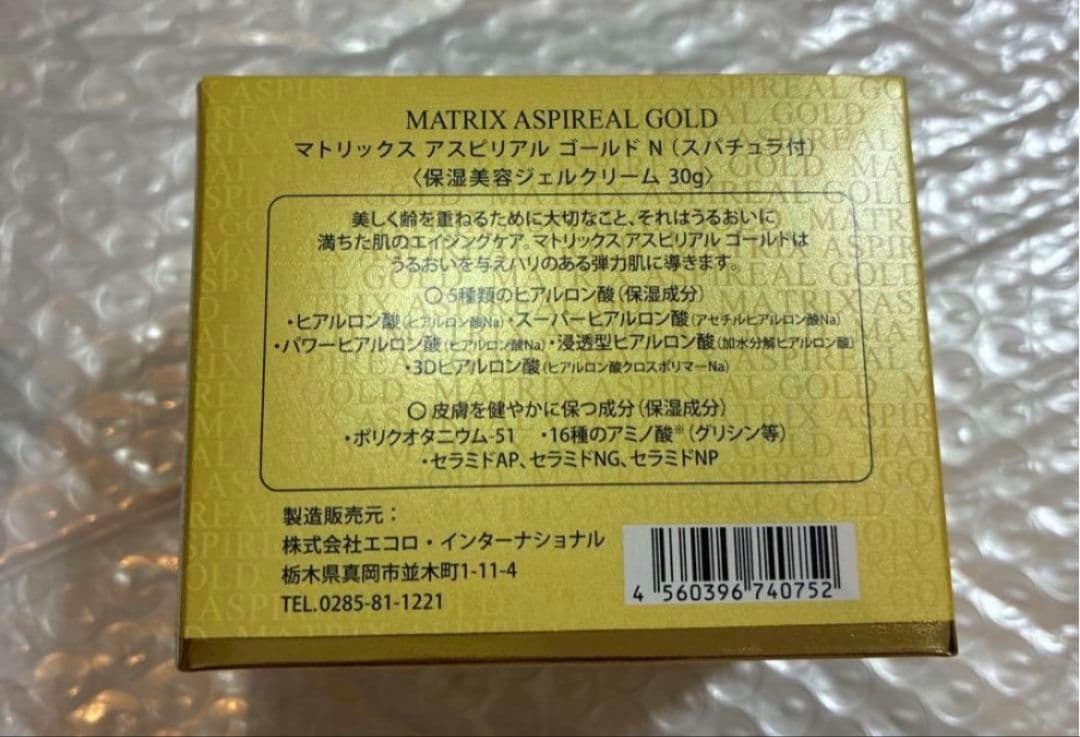 MATRIX ASPIREAL GOLD
マトリックス アスピリアル ゴールド N（スパチュラ付）
〈保湿美容ジェルクリーム 30g〉
美しく齢を重ねるために大切なこと、それはうるおいに
満ちた肌のエイジングケア。マトリックス アスピリアル ゴールドは
うるおいを与えハリのある弾力肌に導きます。
○ 5種類のヒアルロン酸（保湿成分）
・ヒアルロン酸（ヒアルロン酸Na）・スーパーヒアルロン酸（アセチルヒアルロン酸Na）
・パワーヒアルロン酸（ヒアルロン酸Na）・浸透型ヒアルロン酸（加水分解ヒアルロン酸）
・3Dヒアルロン酸（ヒアルロン酸クロスポリマーNa）
○ 皮膚を健やかに保つ成分（保湿成分）
・ポリクオタニウム-51 ・16種のアミノ酸※（グリシン等）
・セラミドAP、セラミドNG、セラミドNP
製造販売元：
株式会社エコロ・インターナショナル
栃木県真岡市並木町1-11-4
TEL.0285-81-1221
4 560396 740752